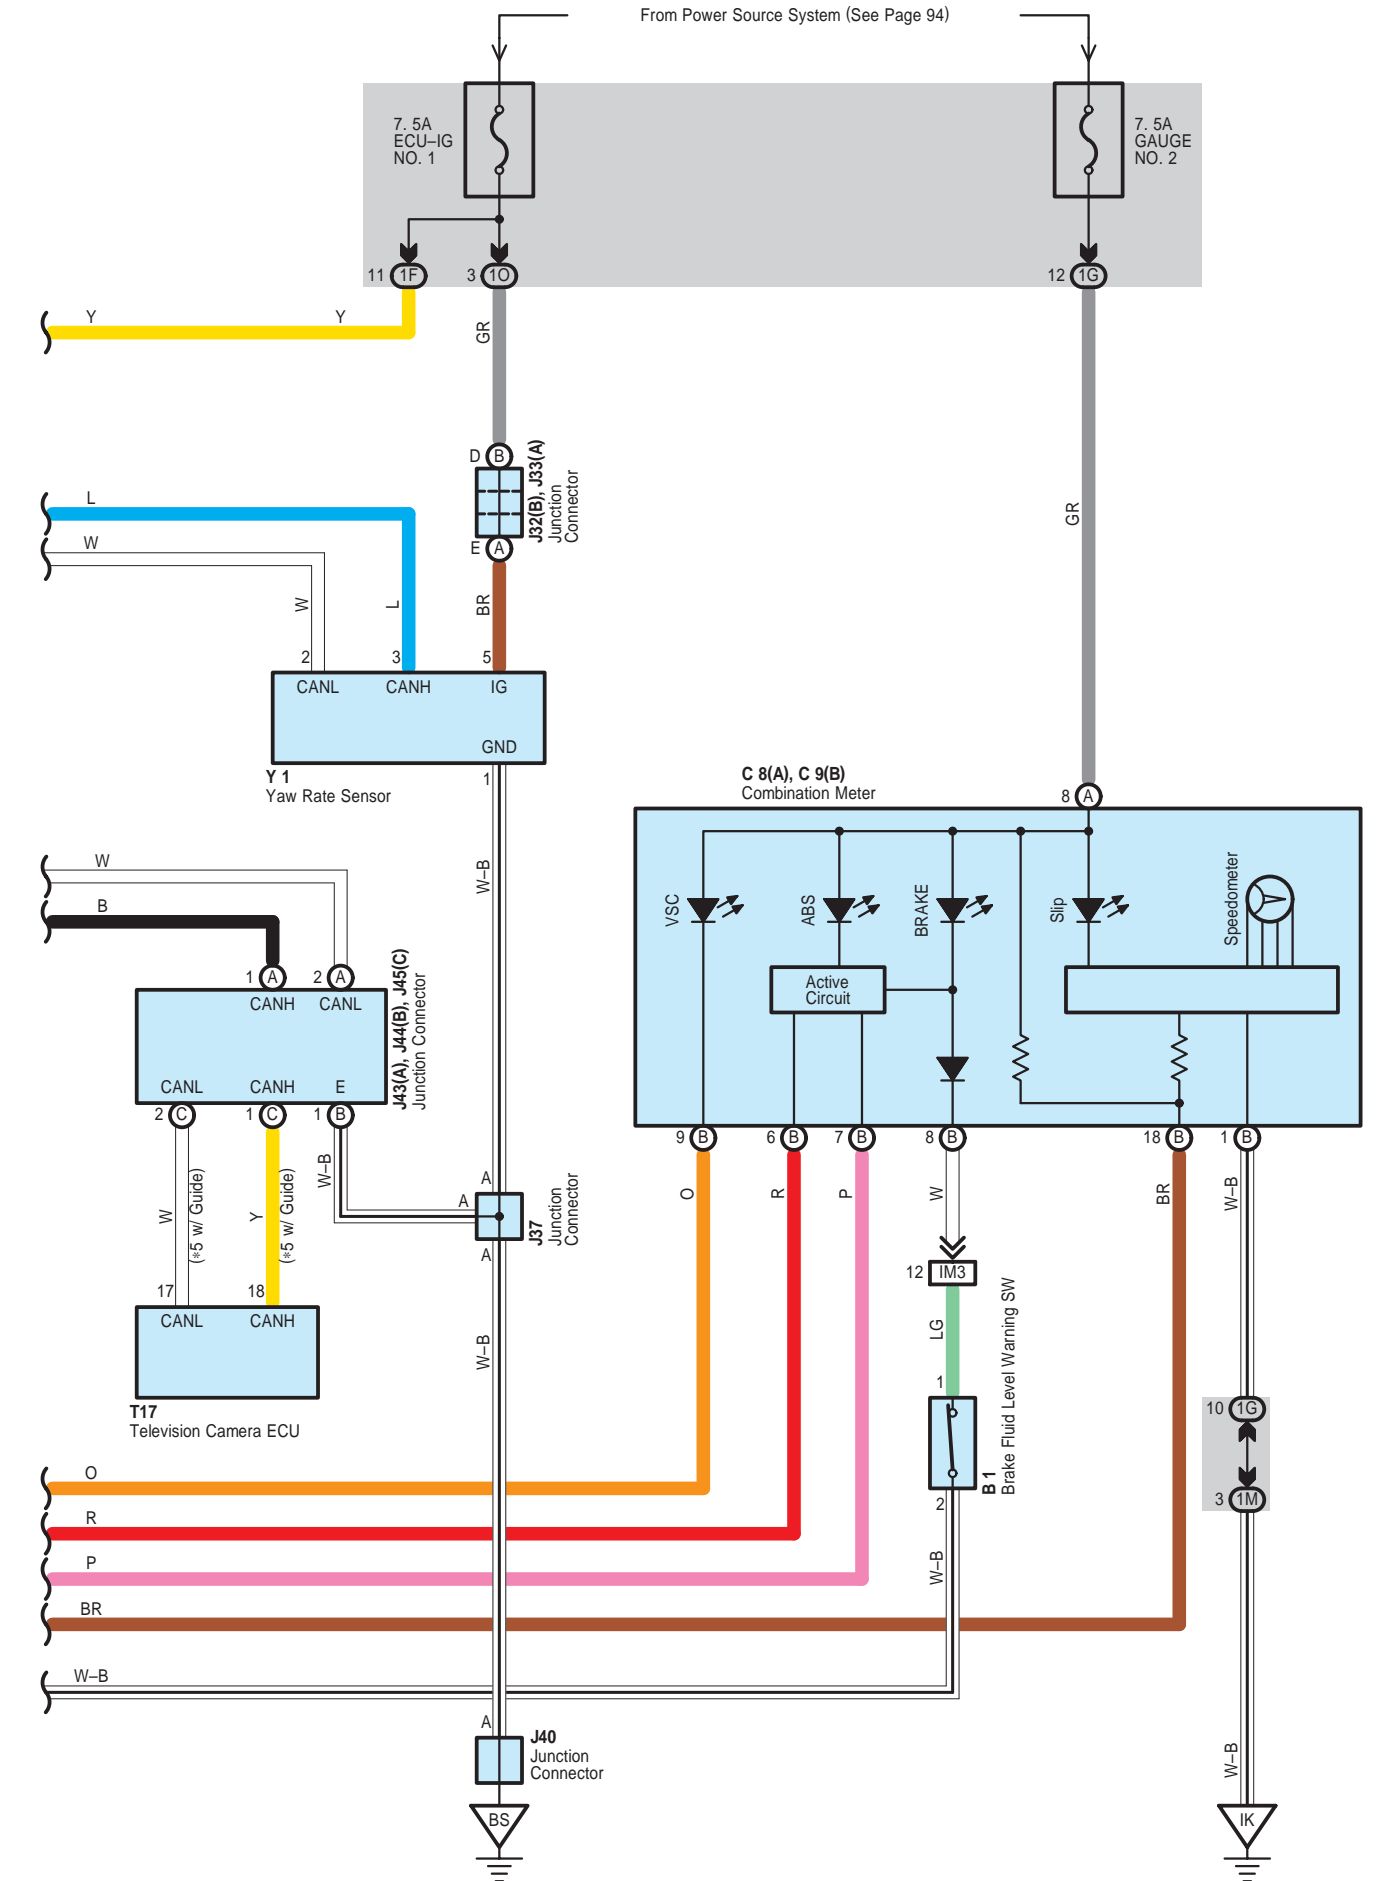 From Power Source System (See Page 94)
7. 5A
ECU–IG
NO. 1
7. 5A
GAUGE
NO. 2
11 1F
3 1O
12 1G
Y
Y
GR
GR
D B
J32(B), J33(A)
Junction
Connector
E A
L
W
W
L
BR
2
3
5
CANL
CANH
IG
GND
Y 1
Yaw Rate Sensor
1
W–B
C 8(A), C 9(B)
Combination Meter
8 A
VSC
ABS
BRAKE
Slip
Speedometer
Active
Circuit
W
B
1 A
2 A
CANH
CANL
J43(A), J44(B), J45(C)
Junction Connector
CANL
CANH
E
2 C
1 C
1 B
9 B
6 B
7 B
8 B
18 B
1 B
W
(*5 w/ Guide)
Y
(*5 w/ Guide)
W–B
A
A
A
J37
Junction
Connector
O
R
P
W
BR
W–B
12 IM3
LG
1
B 1
Brake Fluid Level Warning SW
2
W–B
17
18
CANL
CANH
T17
Television Camera ECU
W–B
10 1G
3 1M
O
R
P
BR
W–B
A
J40
Junction
Connector
BS
W–B
IK